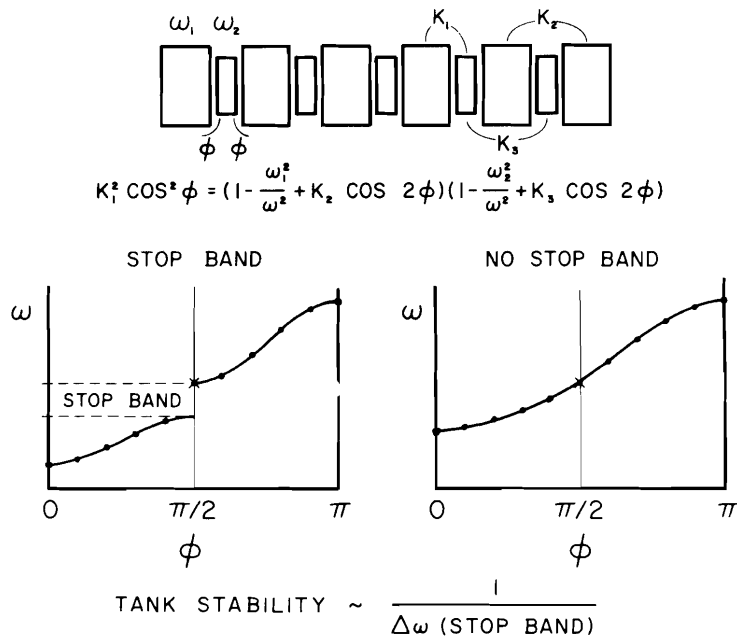 ω₁ ω₂ K₁ K₂
K₃
ϕ ϕ
K₁² COS² ϕ = (1 - ω₁²/ω² + K₂ COS 2ϕ)(1 - ω₂²/ω² + K₃ COS 2ϕ)
STOP BAND
ω
STOP BAND
0 π/2 π
ϕ
NO STOP BAND
ω
0 π/2 π
ϕ
TANK STABILITY ~ 1/Δω (STOP BAND)